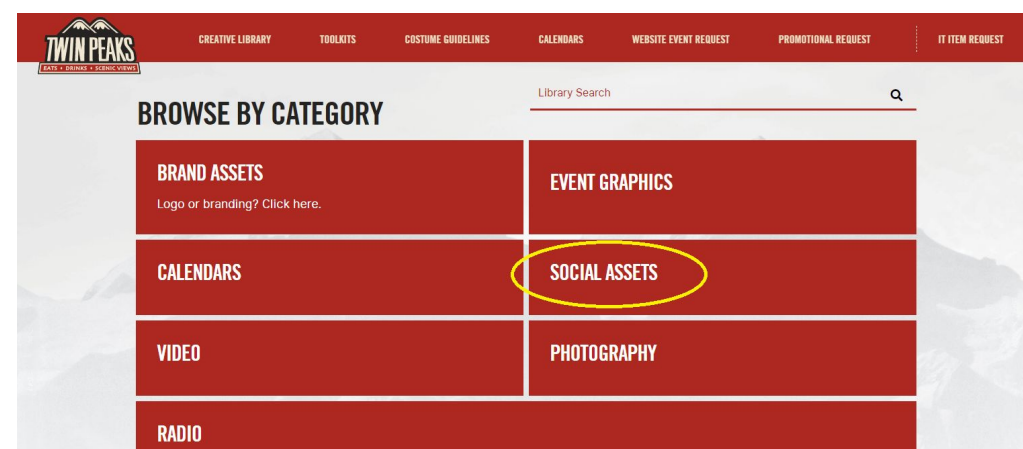 TWIN PEAKS
EATS • DRINKS • SCENIC VIEWS
CREATIVE LIBRARY
TOOLKITS
COSTUME GUIDELINES
CALENDARS
WEBSITE EVENT REQUEST
PROMOTIONAL REQUEST
IT ITEM REQUEST
BROWSE BY CATEGORY
Library Search
BRAND ASSETS
Logo or branding? Click here.
EVENT GRAPHICS
CALENDARS
SOCIAL ASSETS
VIDEO
PHOTOGRAPHY
RADIO